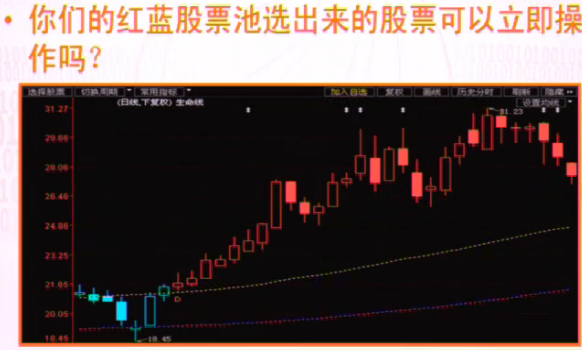 • 你们的红蓝股票池选出来的股票可以立即操
作吗？
选择股票 切换周期 常用指标 加入自选 复权 画线 历史分时 刷新 隐藏
(日线,下复权) 生命线 设置均线
31.27
31.23
29.66
28.06
26.46
24.86
23.25
21.65
D
20.05
18.45
18.45